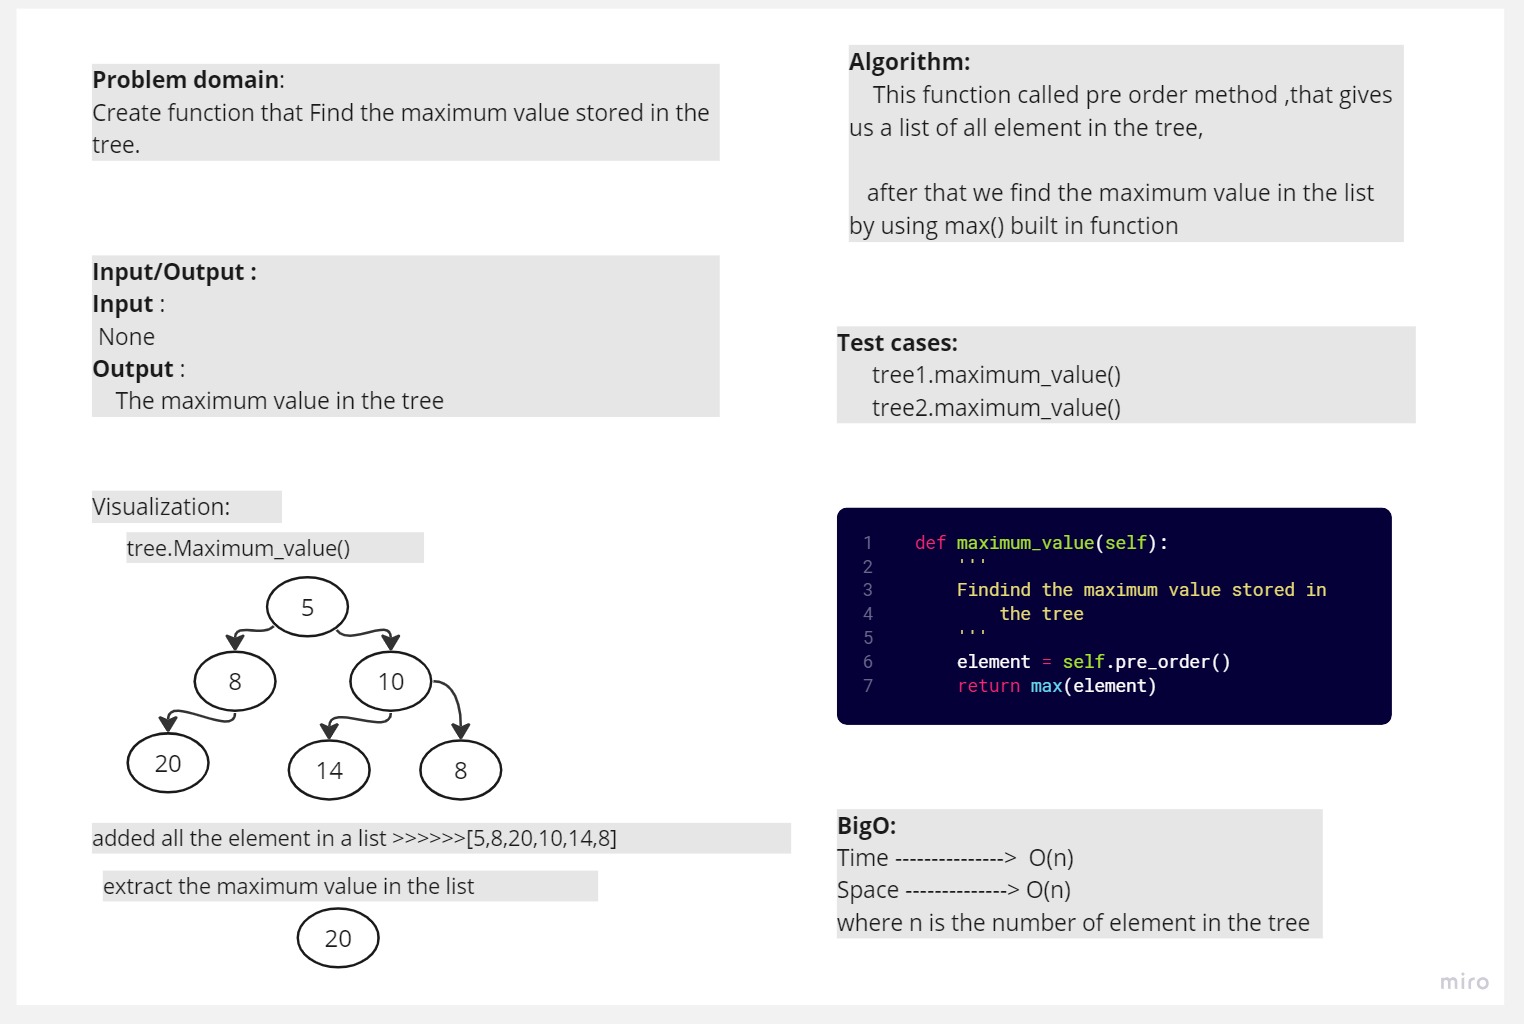 Problem domain:
Create function that Find the maximum value stored in the
tree.
Input/Output :
Input :
None
Output :
The maximum value in the tree
Visualization:
tree.Maximum_value()
5
8
10
20
14
8
added all the element in a list >>>>>>[5,8,20,10,14,8]
extract the maximum value in the list
20
Algorithm:
This function called pre order method ,that gives
us a list of all element in the tree,
after that we find the maximum value in the list
by using max() built in function
Test cases:
tree1.maximum_value()
tree2.maximum_value()
1 def maximum_value(self):
2 '''
3 Findind the maximum value stored in
4 the tree
5 '''
6 element = self.pre_order()
7 return max(element)
BigO:
Time ---------------> O(n)
Space --------------> O(n)
where n is the number of element in the tree
miro